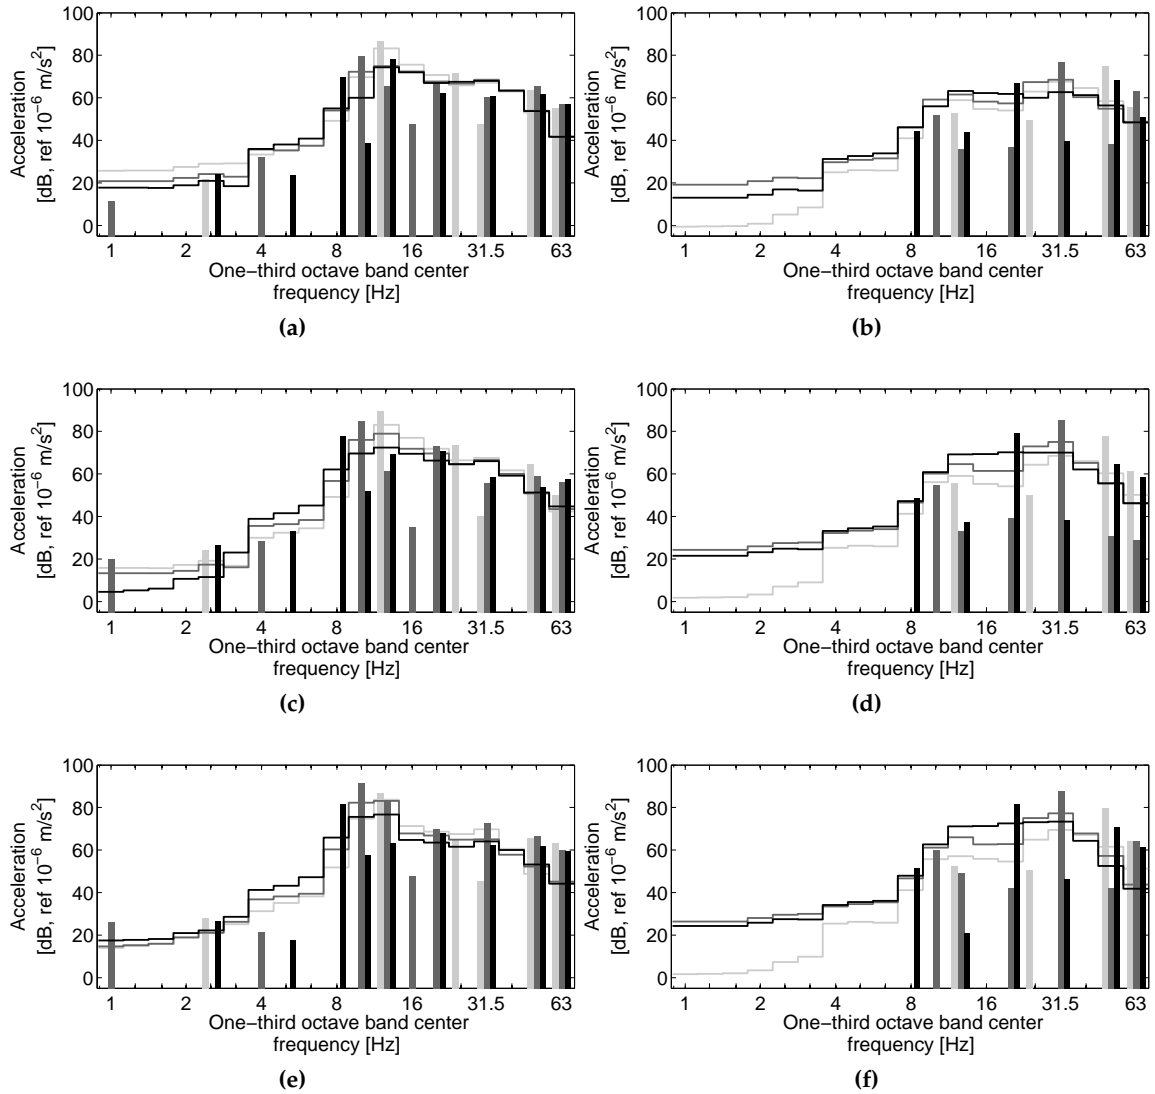 100
80
60
40
20
0
Acceleration
[dB, ref 10⁻⁶ m/s²]
1 2 4 8 16 31.5 63
One−third octave band center
frequency [Hz]
(a)
100
80
60
40
20
0
Acceleration
[dB, ref 10⁻⁶ m/s²]
1 2 4 8 16 31.5 63
One−third octave band center
frequency [Hz]
(b)
100
80
60
40
20
0
Acceleration
[dB, ref 10⁻⁶ m/s²]
1 2 4 8 16 31.5 63
One−third octave band center
frequency [Hz]
(c)
100
80
60
40
20
0
Acceleration
[dB, ref 10⁻⁶ m/s²]
1 2 4 8 16 31.5 63
One−third octave band center
frequency [Hz]
(d)
100
80
60
40
20
0
Acceleration
[dB, ref 10⁻⁶ m/s²]
1 2 4 8 16 31.5 63
One−third octave band center
frequency [Hz]
(e)
100
80
60
40
20
0
Acceleration
[dB, ref 10⁻⁶ m/s²]
1 2 4 8 16 31.5 63
One−third octave band center
frequency [Hz]
(f)